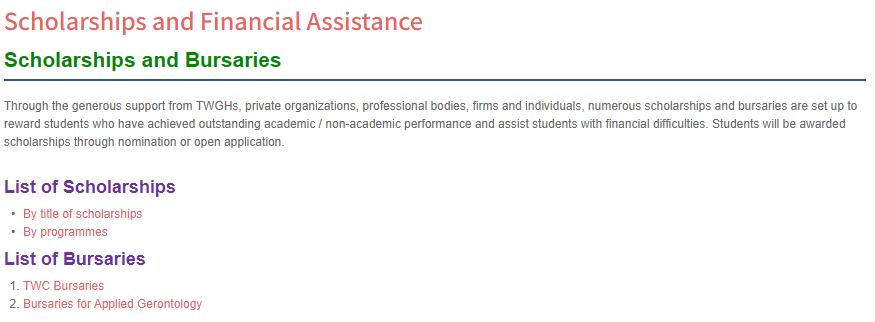 Scholarships and Financial Assistance
Scholarships and Bursaries
Through the generous support from TWGHs, private organizations, professional bodies, firms and individuals, numerous scholarships and bursaries are set up to
reward students who have achieved outstanding academic / non-academic performance and assist students with financial difficulties. Students will be awarded
scholarships through nomination or open application.
List of Scholarships
• By title of scholarships
• By programmes
List of Bursaries
1. TWC Bursaries
2. Bursaries for Applied Gerontology